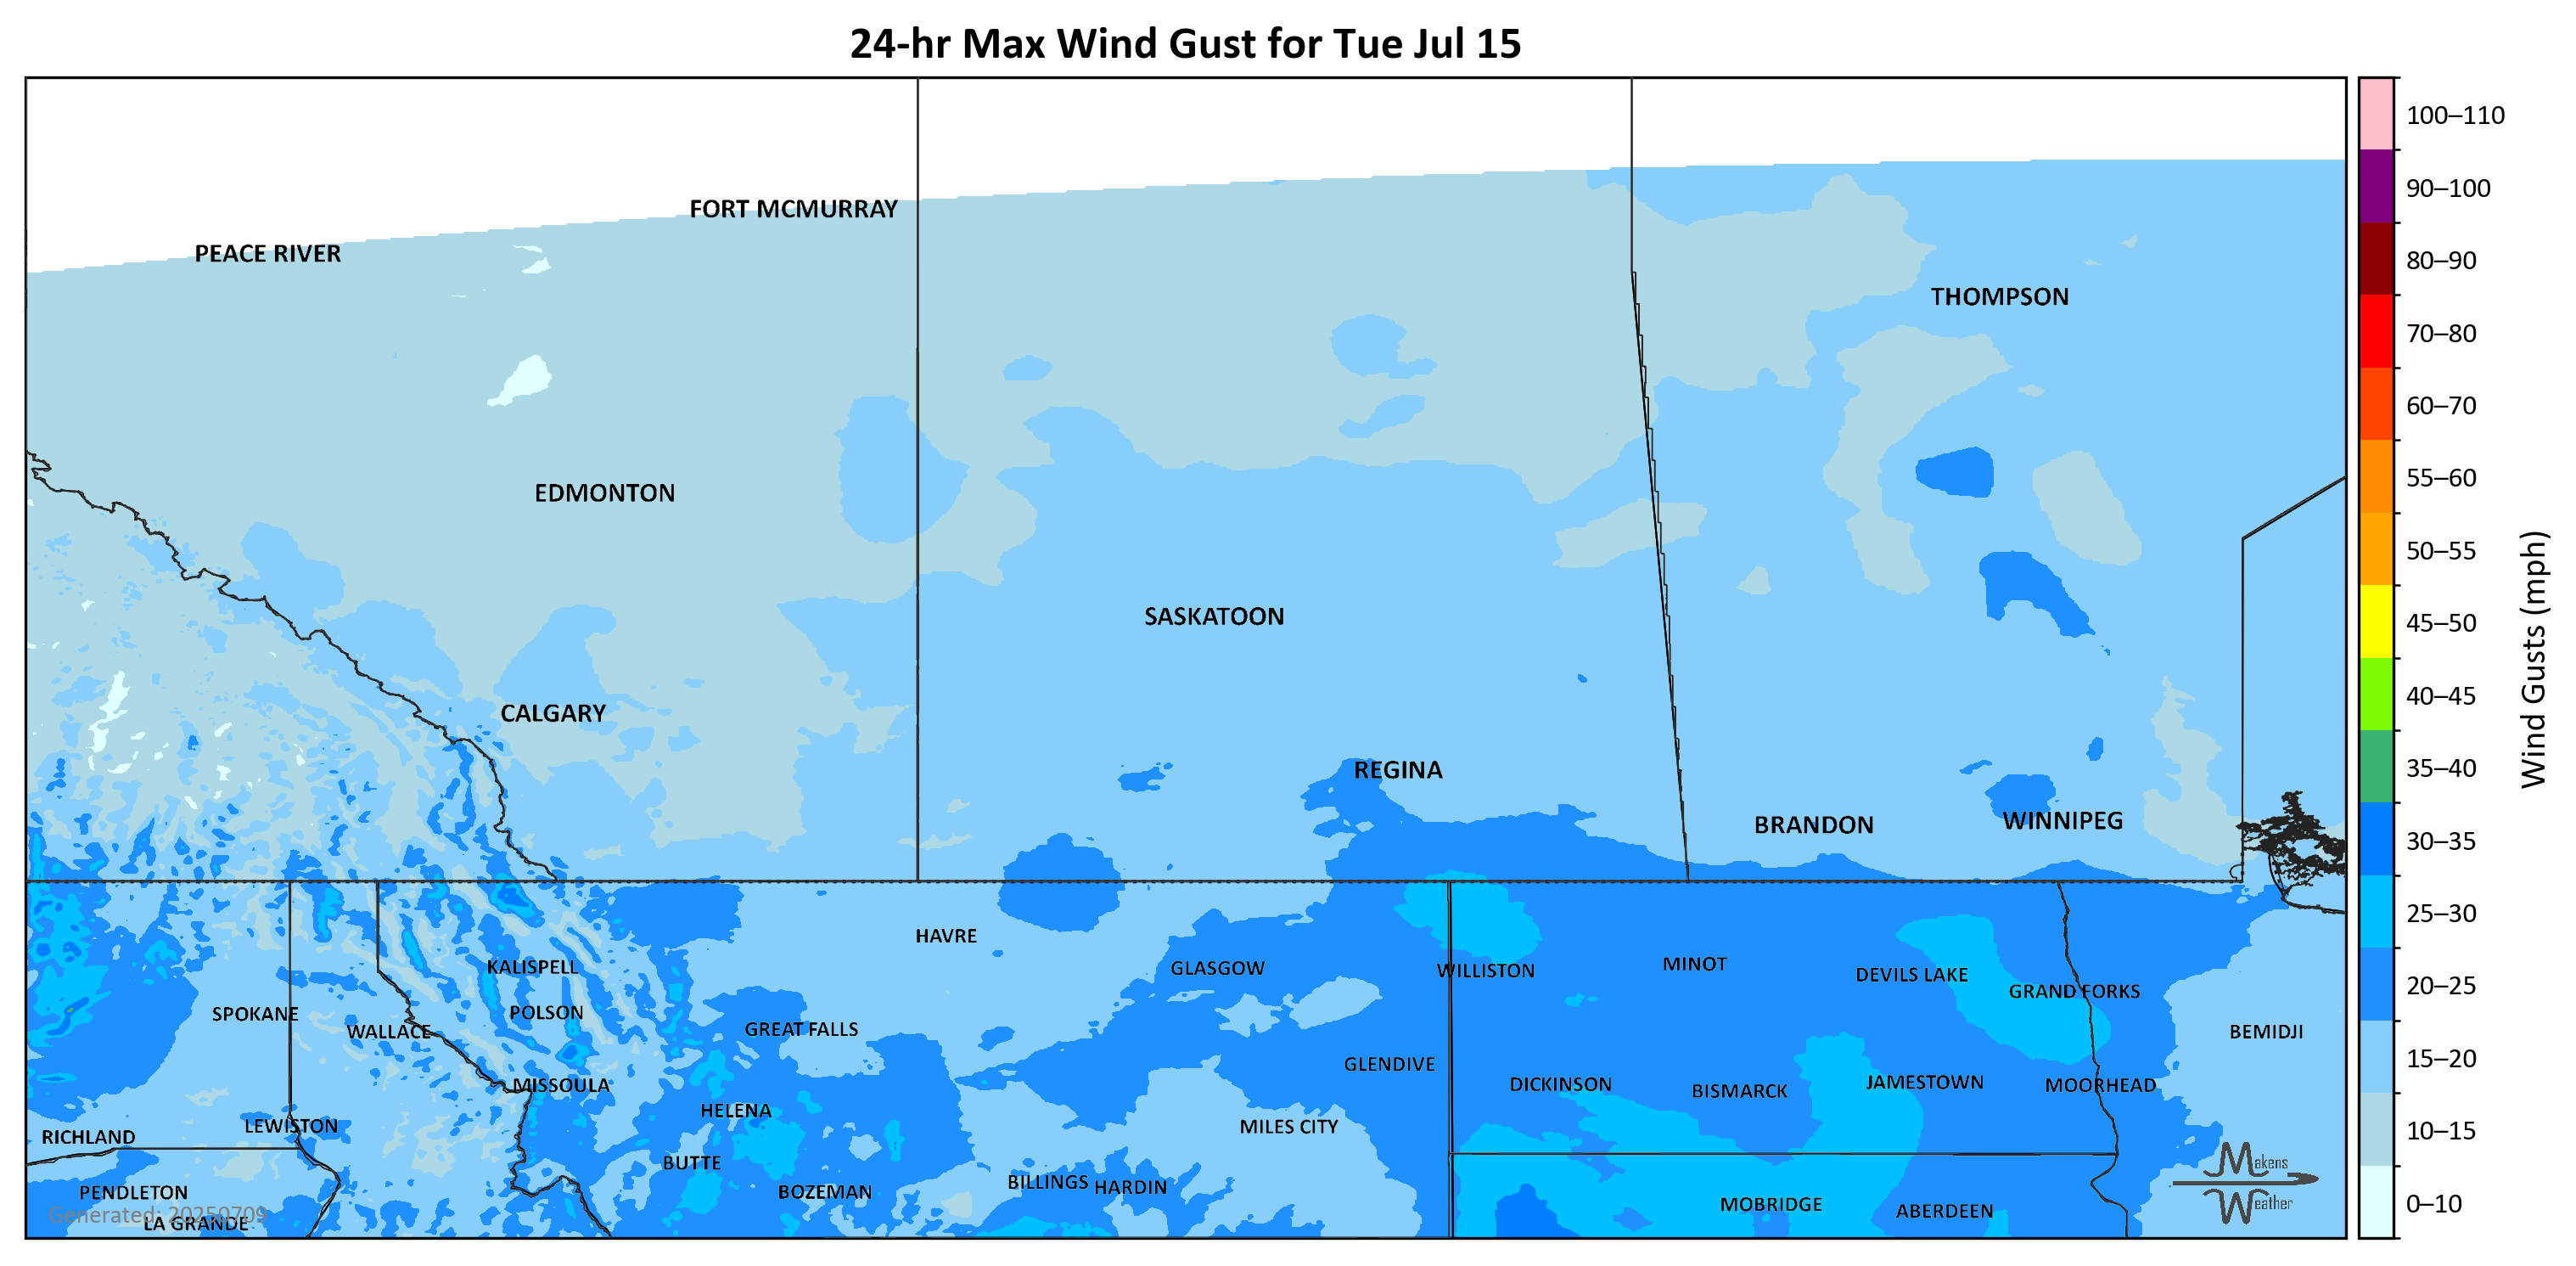 24-hr Max Wind Gust for Tue Jul 15
100–110
90–100
80–90
70–80
60–70
55–60
50–55
45–50
40–45
35–40
30–35
25–30
20–25
15–20
10–15
0–10
Wind Gusts (mph)
FORT MCMURRAY
PEACE RIVER
THOMPSON
EDMONTON
SASKATOON
CALGARY
REGINA
WINNIPEG
BRANDON
HAVRE
MINOT
KALISPELL
GLASGOW
WILLISTON
DEVILS LAKE
GRAND FORKS
POLSON
SPOKANE
GREAT FALLS
WALLACE
BEMIDJI
GLENDIVE
MISSOULA
DICKINSON
BISMARCK
JAMESTOWN
MOORHEAD
HELENA
LEWISTON
MILES CITY
RICHLAND
BUTTE
Makens
Weather
BILLINGS
HARDIN
PENDLETON
BOZEMAN
MOBRIDGE
ABERDEEN
Generated: 20250709
LA GRANDE